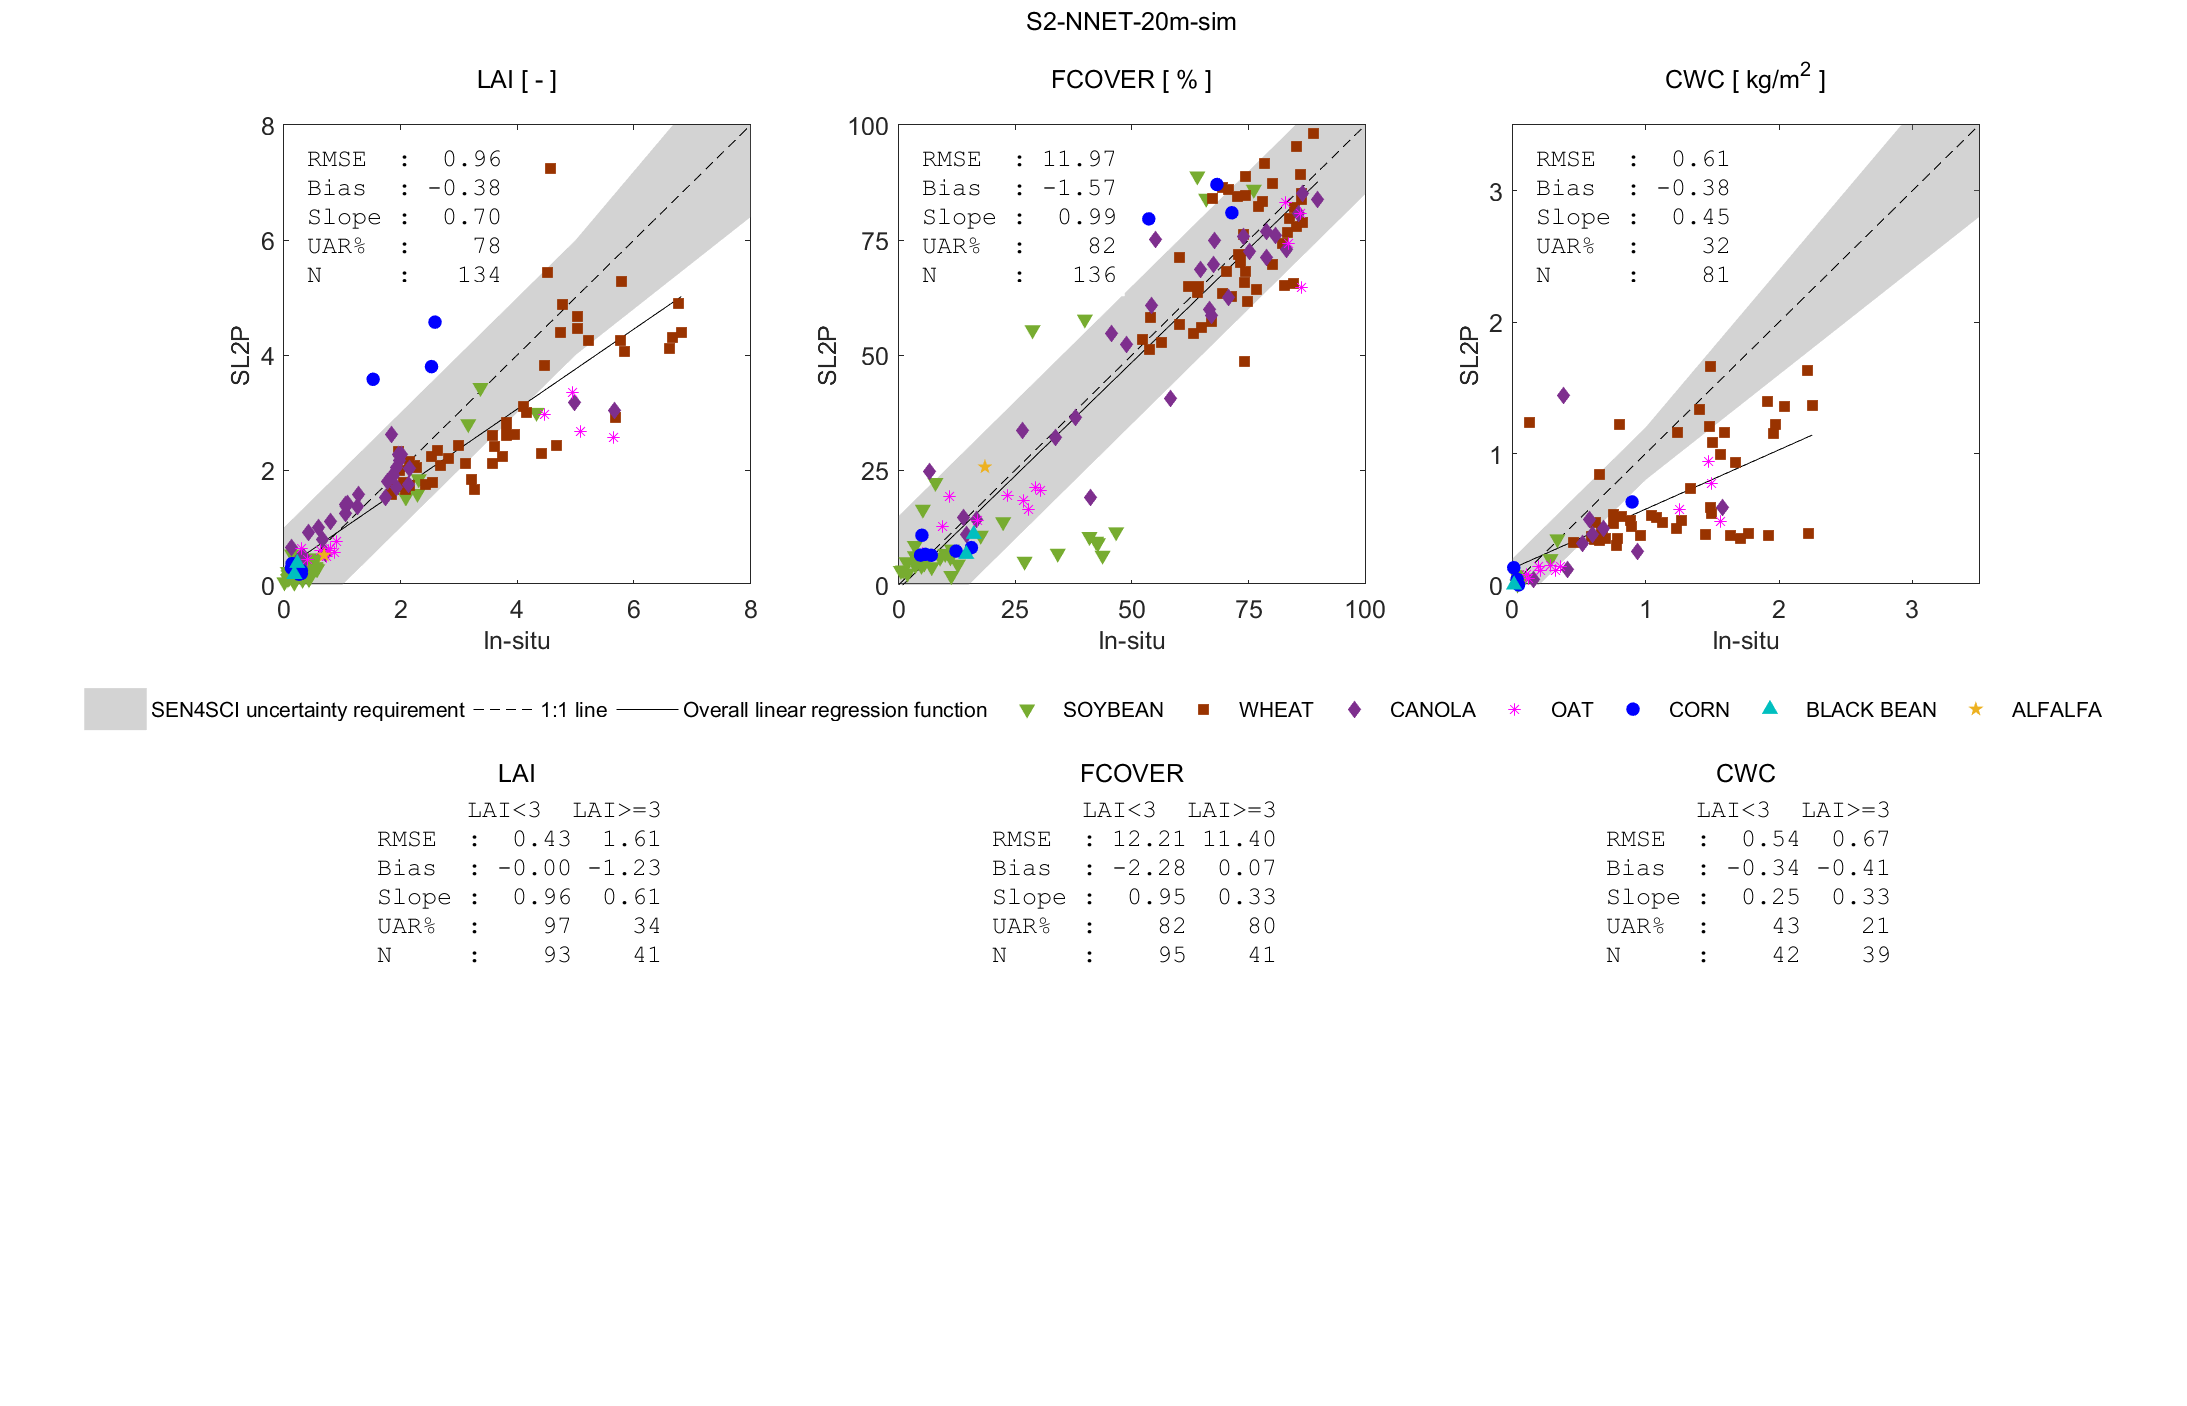 S2-NNET-20m-sim
LAI [ - ]
RMSE : 0.96
Bias : -0.38
Slope : 0.70
UAR% : 78
N : 134
8
6
4
2
0
0 2 4 6 8
SL2P
In-situ
FCOVER [ % ]
RMSE : 11.97
Bias : -1.57
Slope : 0.99
UAR% : 82
N : 136
100
75
50
25
0
0 25 50 75 100
SL2P
In-situ
CWC [ kg/m2 ]
RMSE : 0.61
Bias : -0.38
Slope : 0.45
UAR% : 32
N : 81
3
2
1
0
0 1 2 3
SL2P
In-situ
SEN4SCI uncertainty requirement 1:1 line Overall linear regression function SOYBEAN WHEAT CANOLA OAT CORN BLACK BEAN ALFALFA
LAI
LAI<3 LAI>=3
RMSE : 0.43 1.61
Bias : -0.00 -1.23
Slope : 0.96 0.61
UAR% : 97 34
N : 93 41
FCOVER
LAI<3 LAI>=3
RMSE : 12.21 11.40
Bias : -2.28 0.07
Slope : 0.95 0.33
UAR% : 82 80
N : 95 41
CWC
LAI<3 LAI>=3
RMSE : 0.54 0.67
Bias : -0.34 -0.41
Slope : 0.25 0.33
UAR% : 43 21
N : 42 39